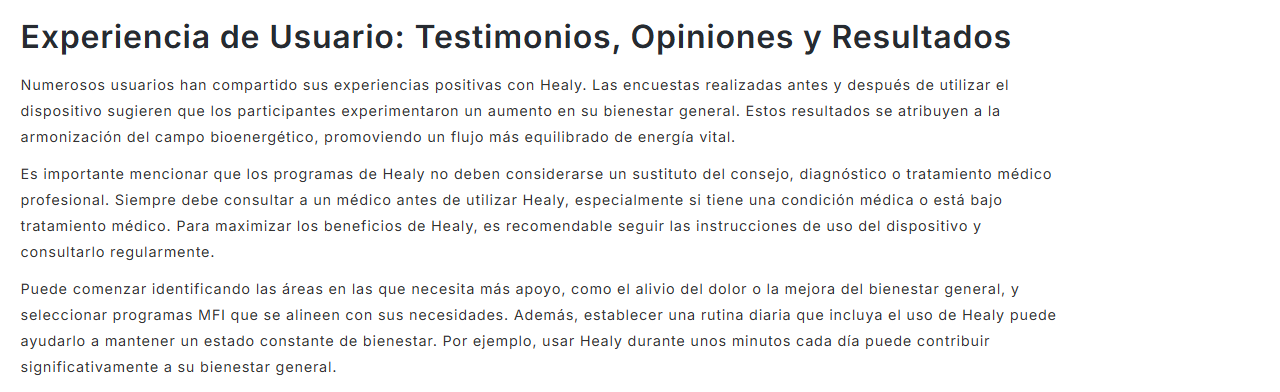 Experiencia de Usuario: Testimonios, Opiniones y Resultados
Numerosos usuarios han compartido sus experiencias positivas con Healy. Las encuestas realizadas antes y después de utilizar el
dispositivo sugieren que los participantes experimentaron un aumento en su bienestar general. Estos resultados se atribuyen a la
armonización del campo bioenergético, promoviendo un flujo más equilibrado de energía vital.
Es importante mencionar que los programas de Healy no deben considerarse un sustituto del consejo, diagnóstico o tratamiento médico
profesional. Siempre debe consultar a un médico antes de utilizar Healy, especialmente si tiene una condición médica o está bajo
tratamiento médico. Para maximizar los beneficios de Healy, es recomendable seguir las instrucciones de uso del dispositivo y
consultarlo regularmente.
Puede comenzar identificando las áreas en las que necesita más apoyo, como el alivio del dolor o la mejora del bienestar general, y
seleccionar programas MFI que se alineen con sus necesidades. Además, establecer una rutina diaria que incluya el uso de Healy puede
ayudarlo a mantener un estado constante de bienestar. Por ejemplo, usar Healy durante unos minutos cada día puede contribuir
significativamente a su bienestar general.